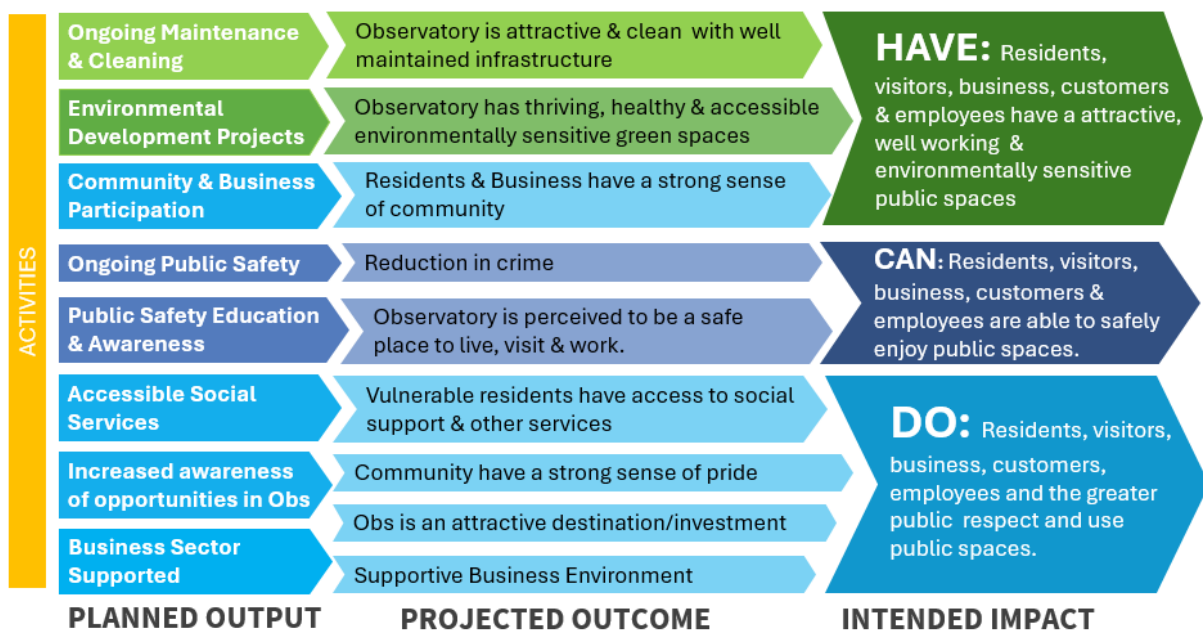 ACTIVITIES
Ongoing Maintenance
& Cleaning
Observatory is attractive & clean with well
maintained infrastructure
Environmental
Development Projects
Observatory has thriving, healthy & accessible
environmentally sensitive green spaces
Community & Business
Participation
Residents & Business have a strong sense
of community
HAVE: Residents,
visitors, business, customers
& employees have a attractive,
well working &
environmentally sensitive
public spaces
Ongoing Public Safety
Reduction in crime
Public Safety Education
& Awareness
Observatory is perceived to be a safe
place to live, visit & work.
CAN: Residents, visitors,
business, customers &
employees are able to safely
enjoy public spaces.
Accessible Social
Services
Vulnerable residents have access to social
support & other services
Increased awareness
of opportunities in Obs
Community have a strong sense of pride
Obs is an attractive destination/investment
Business Sector
Supported
Supportive Business Environment
DO: Residents, visitors,
business, customers,
employees and the greater
public respect and use
public spaces.
PLANNED OUTPUT
PROJECTED OUTCOME
INTENDED IMPACT